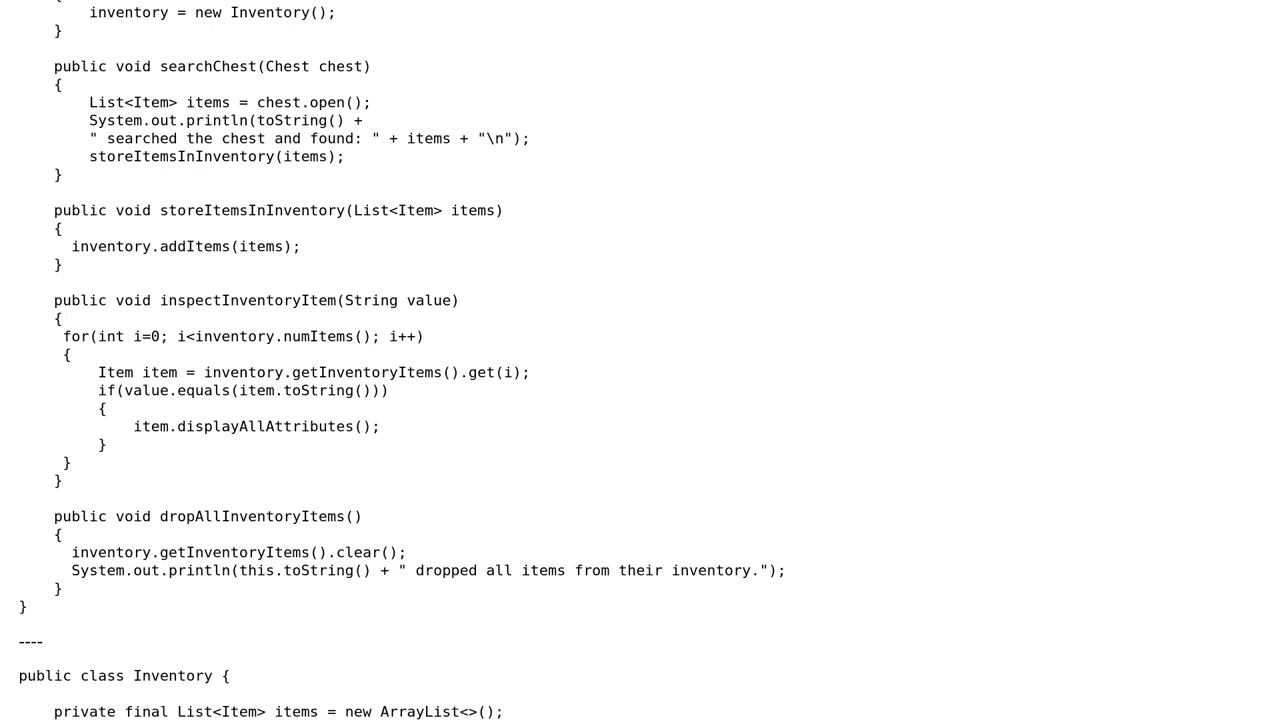 inventory = new Inventory();
}
public void searchChest(Chest chest)
{
List<Item> items = chest.open();
System.out.println(toString() +
" searched the chest and found: " + items + "\n");
storeItemsInInventory(items);
}
public void storeItemsInInventory(List<Item> items)
{
inventory.addItems(items);
}
public void inspectInventoryItem(String value)
{
for(int i=0; i<inventory.numItems(); i++)
{
Item item = inventory.getInventoryItems().get(i);
if(value.equals(item.toString()))
{
item.displayAllAttributes();
}
}
}
public void dropAllInventoryItems()
{
inventory.getInventoryItems().clear();
System.out.println(this.toString() + " dropped all items from their inventory.");
}
}
----
public class Inventory {
private final List<Item> items = new ArrayList<>();